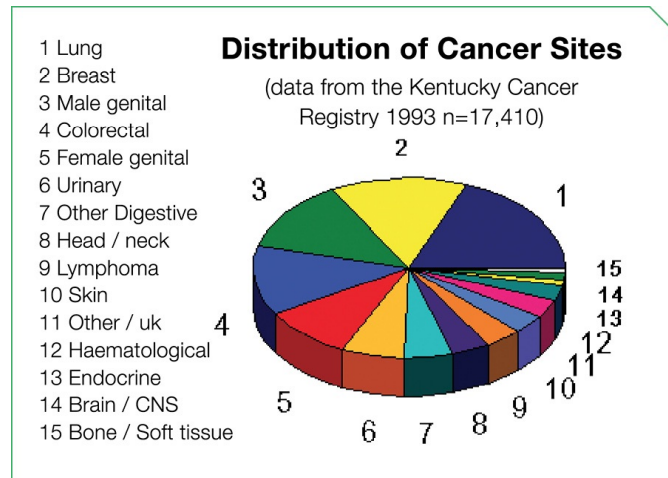 1 Lung
2 Breast
3 Male genital
4 Colorectal
5 Female genital
6 Urinary
7 Other Digestive
8 Head / neck
9 Lymphoma
10 Skin
11 Other / uk
12 Haematological
13 Endocrine
14 Brain / CNS
15 Bone / Soft tissue
Distribution of Cancer Sites
(data from the Kentucky Cancer
Registry 1993 n=17,410)
1
2
3
4
5
6
7
8
9
10
11
12
13
14
15